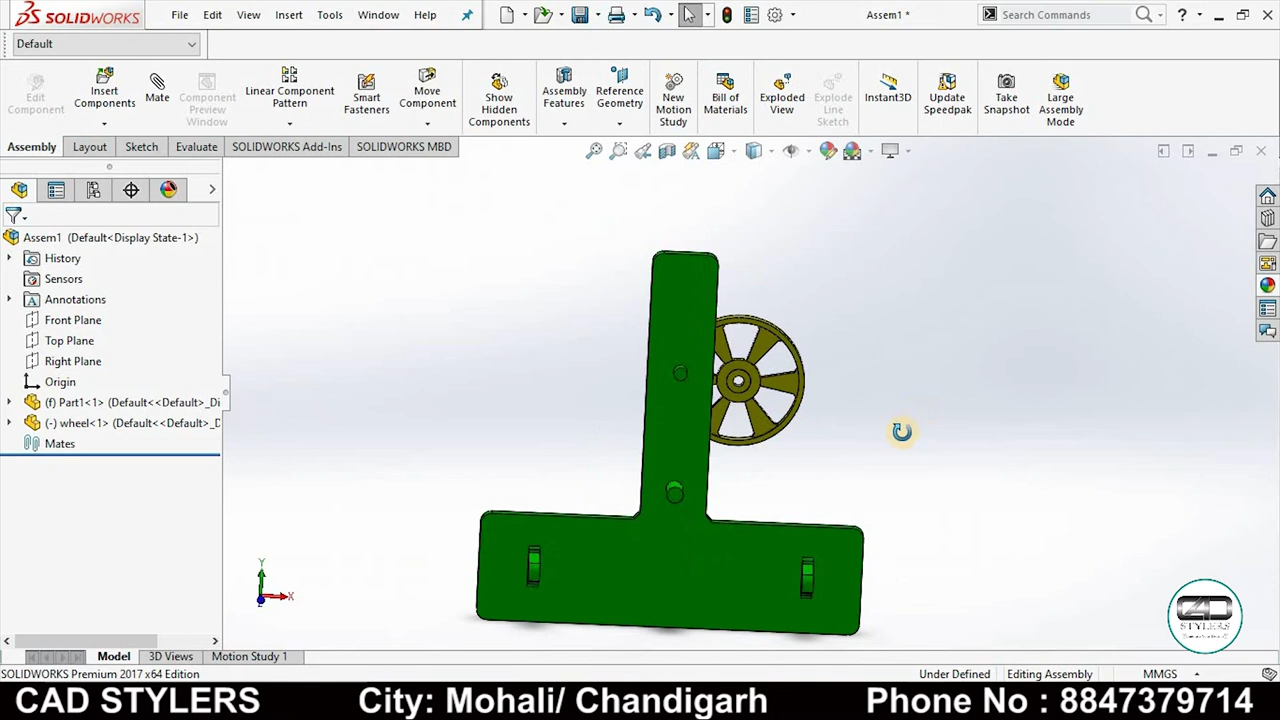 SOLIDWORKS
File Edit View Insert Tools Window Help
Assem1 *
Search Commands
?
Default
Edit Component
Insert Components
Mate
Component Preview Window
Linear Component Pattern
Smart Fasteners
Move Component
Show Hidden Components
Assembly Features
Reference Geometry
New Motion Study
Bill of Materials
Exploded View
Explode Line Sketch
Instant3D
Update Speedpak
Take Snapshot
Large Assembly Mode
Assembly Layout Sketch Evaluate SOLIDWORKS Add-Ins SOLIDWORKS MBD
Assem1 (Default<Display State-1>)
History
Sensors
Annotations
Front Plane
Top Plane
Right Plane
Origin
(f) Part1<1> (Default<<Default>_Di
(-) wheel<1> (Default<<Default>_D
Mates
Y
X
Z
STYLERS
Model 3D Views Motion Study 1
SOLIDWORKS Premium 2017 x64 Edition
Under Defined Editing Assembly MMGS
CAD STYLERS City: Mohali/ Chandigarh Phone No : 8847379714